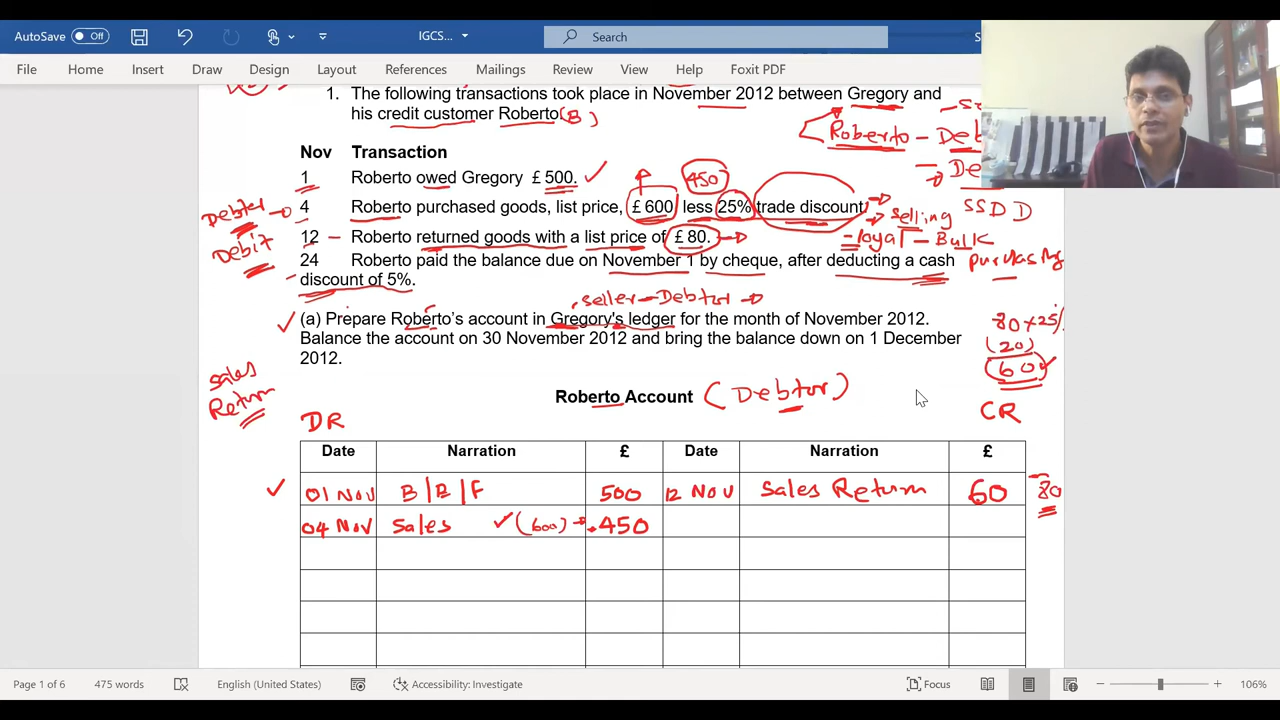 AutoSave Off IGCS... Search S
File Home Insert Draw Design Layout References Mailings Review View Help Foxit PDF
1. The following transactions took place in November 2012 between Gregory and
his credit customer Roberto(B)
Roberto - Deb
Nov Transaction
1 Roberto owed Gregory £ 500. 450
Debtor 4 Roberto purchased goods, list price, £ 600 less 25% trade discount. SSD D
selling
Debit 12 Roberto returned goods with a list price of £ 80. loyal - Bulk
24 Roberto paid the balance due on November 1 by cheque, after deducting a cash purchasing
discount of 5%.
seller - Debtor
(a) Prepare Roberto's account in Gregory's ledger for the month of November 2012. 80 x 25%
Balance the account on 30 November 2012 and bring the balance down on 1 December (20)
2012. (60)
Sales
Return
Roberto Account (Debtor)
DR CR
Date Narration £ Date Narration £
01 Nov B/B/F 500 12 Nov Sales Return 60 80
04 Nov Sales (600) 450
Page 1 of 6 475 words English (United States) Accessibility: Investigate Focus 106%